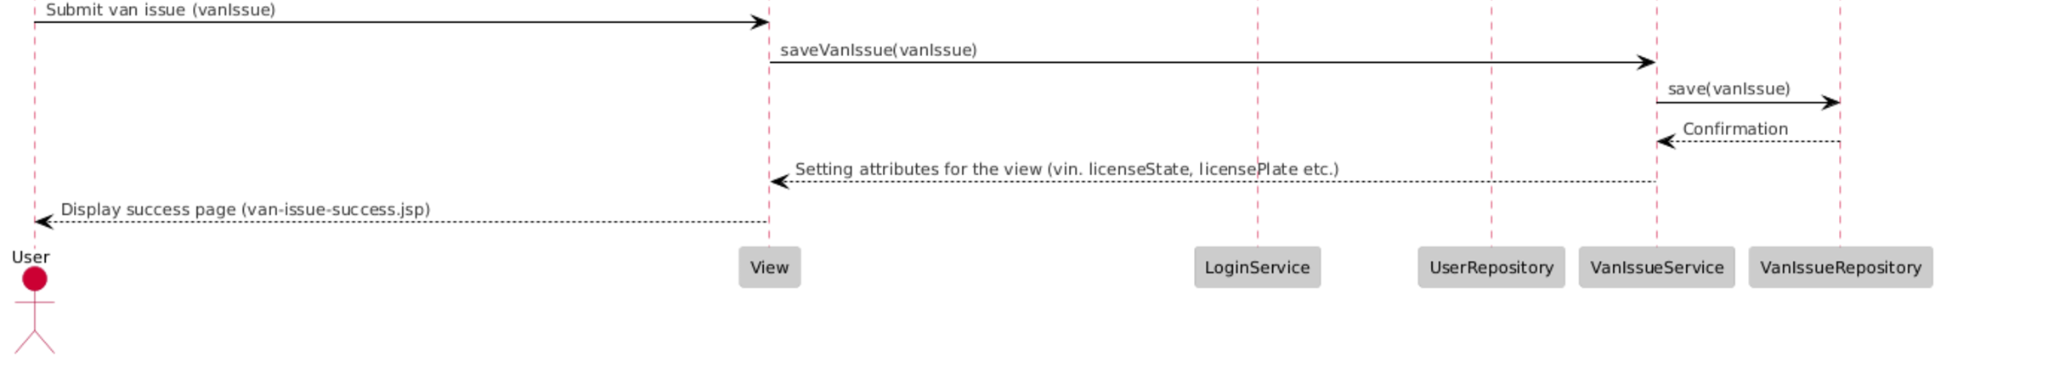 Submit van issue (vanIssue)
saveVanIssue(vanIssue)
save(vanIssue)
Confirmation
Setting attributes for the view (vin. licenseState, licensePlate etc.)
Display success page (van-issue-success.jsp)
User
View
LoginService
UserRepository
VanIssueService
VanIssueRepository